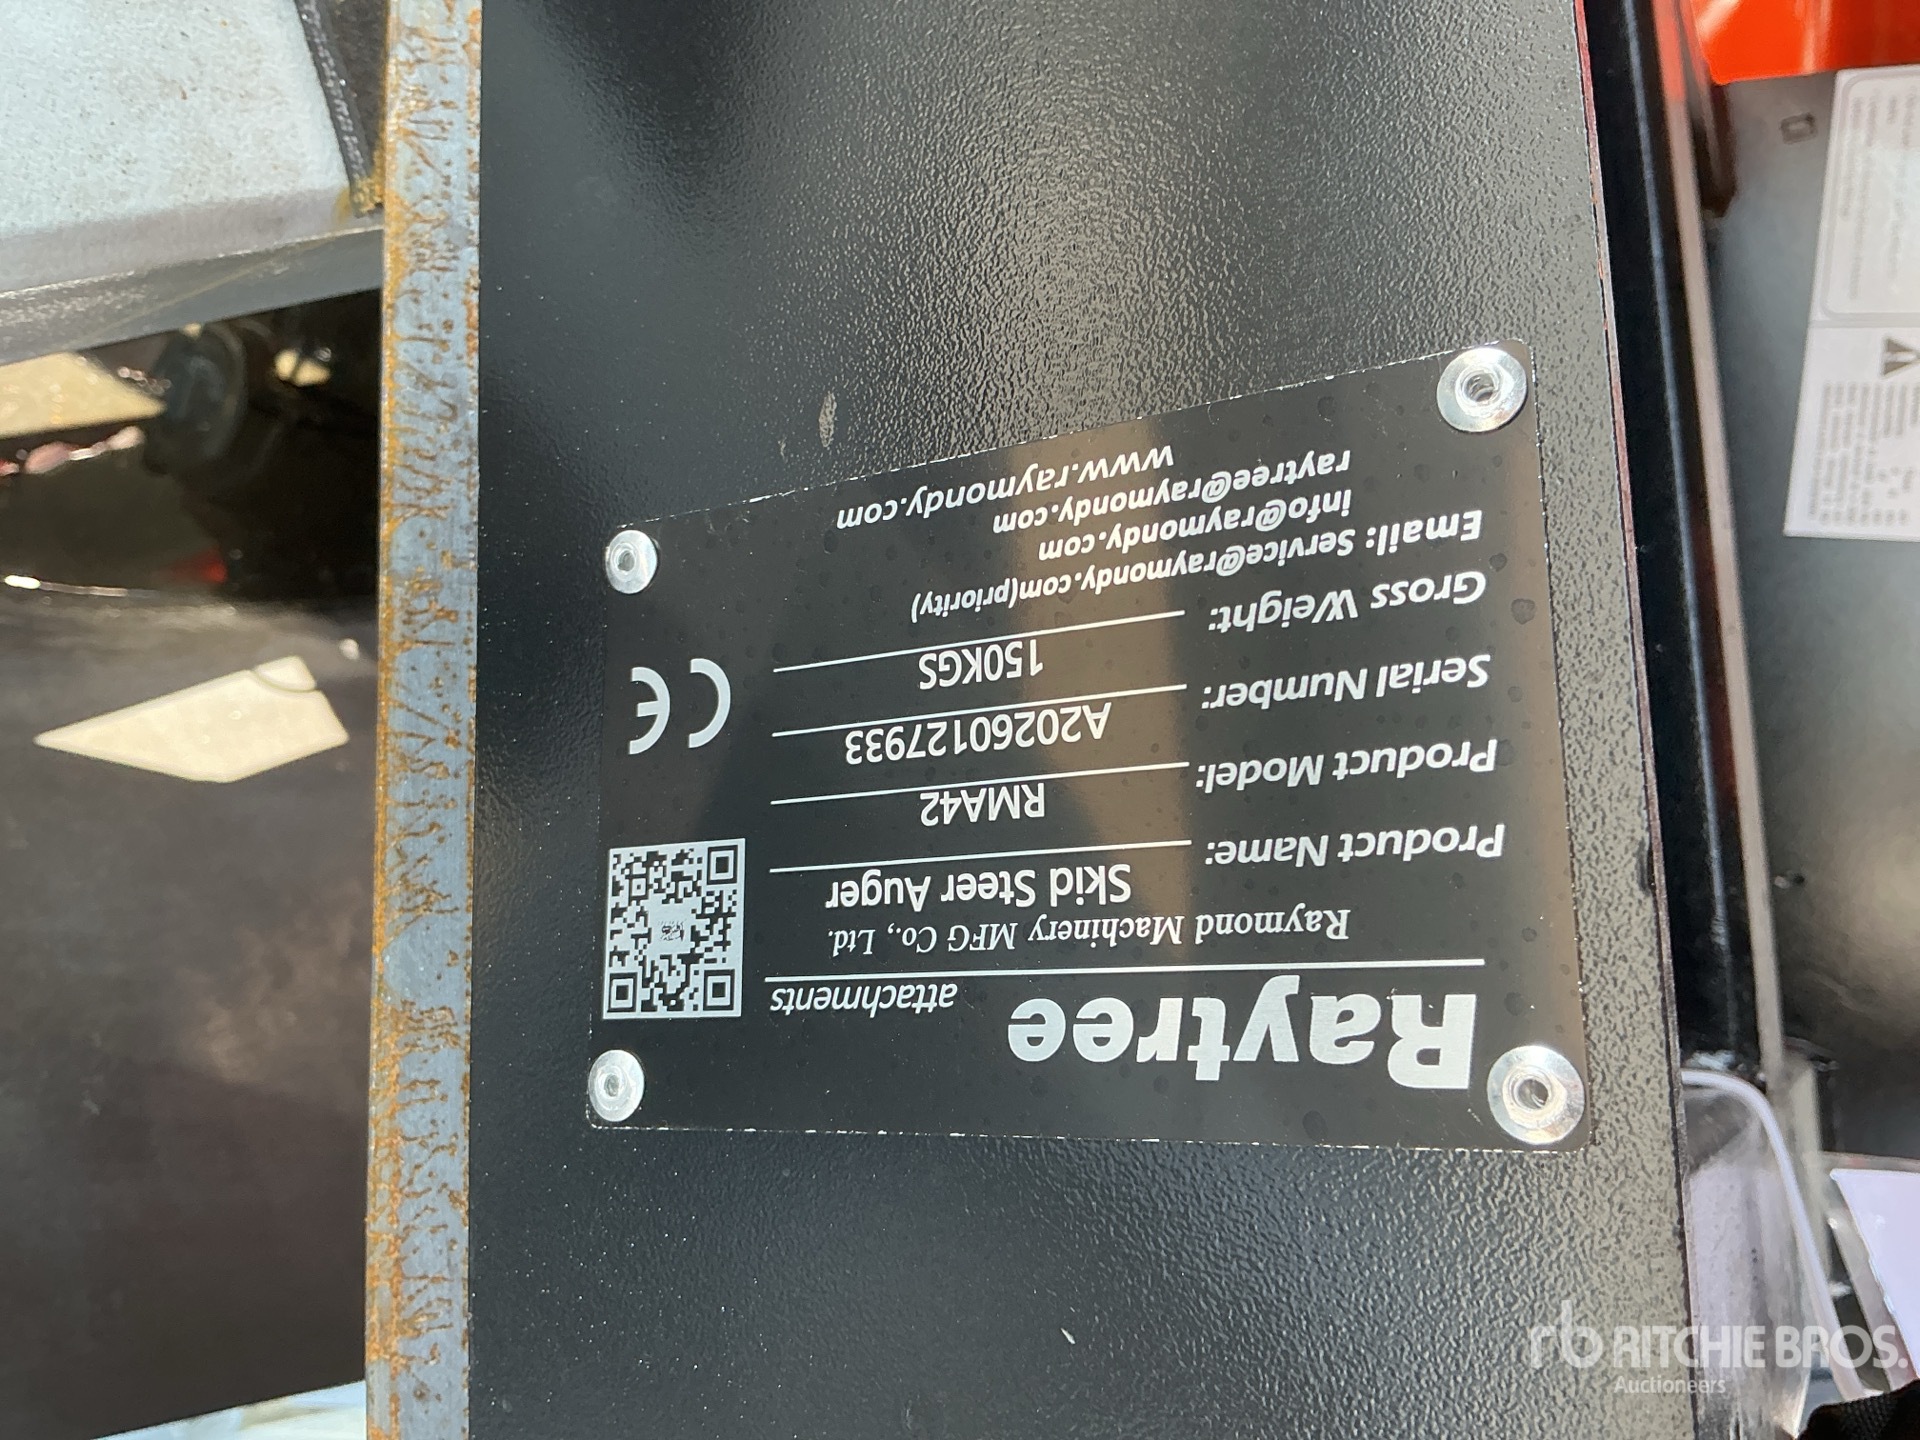 Raytree
attachments
Raymond Machinery MFG Co., Ltd.
Product Name: Skid Steer Auger
Product Model: RMA42
Serial Number: A20260127933
Gross Weight: 150KGS
Email: Service@raymondy.com(priority)
info@raymondy.com
raytree@raymondy.com
www.raymondy.com
CE
rb RITCHIE BROS.
Auctioneers